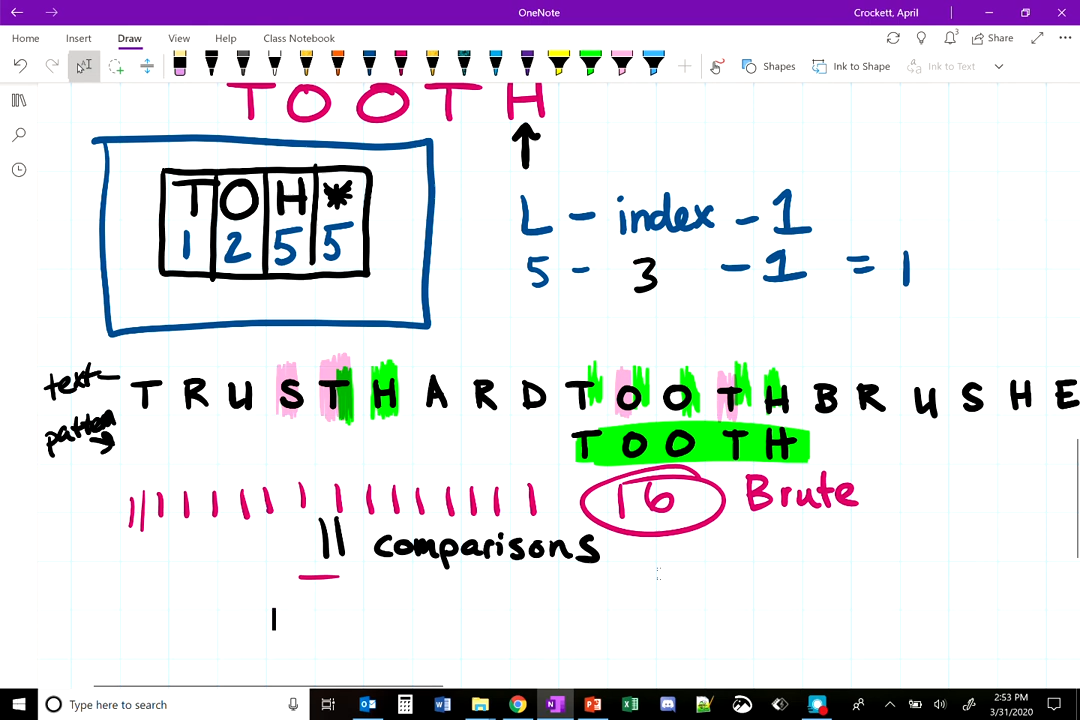 OneNote
Crockett, April
Home Insert Draw View Help Class Notebook
Share
Shapes Ink to Shape Ink to Text
T O O T H
T O H *
1 2 5 5
L - index - 1
5 - 3 - 1 = 1
text T R U S T H A R D T O O T H B R U S H E
pattern T O O T H
16 Brute
11 comparisons
Type here to search
2:53 PM
3/31/2020